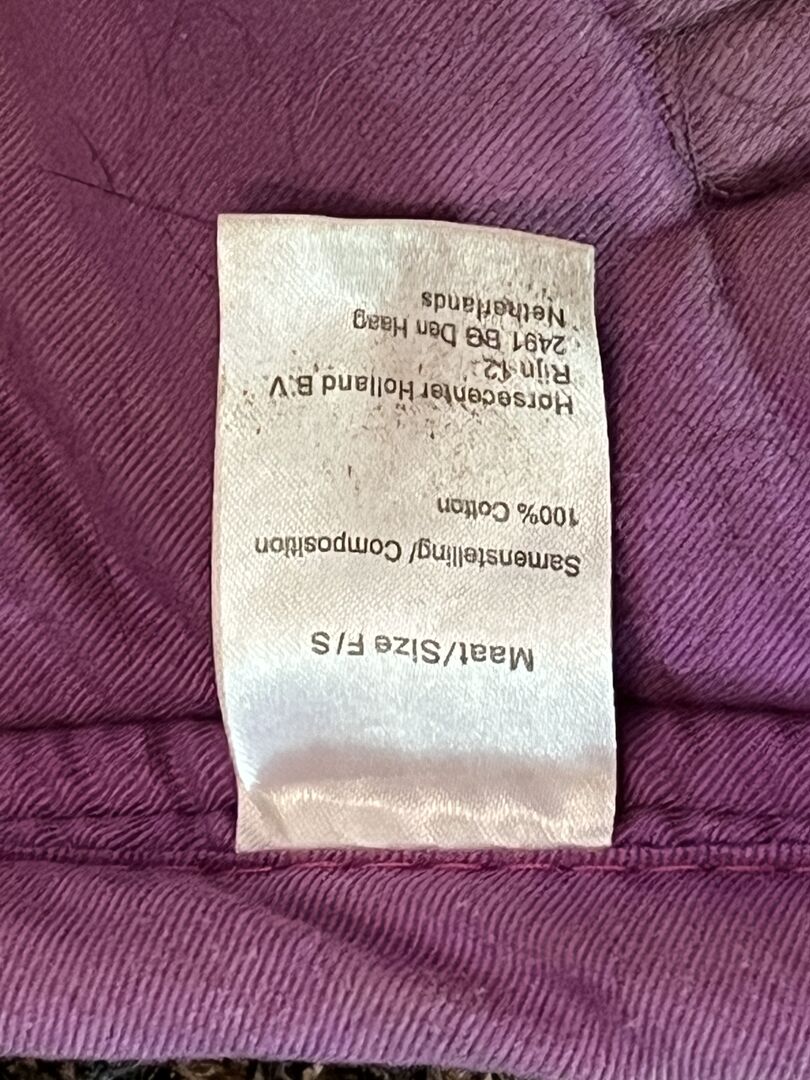 Maat/Size F/S
Samenstelling/ Composition
100% Cotton
Horsecenter Holland B.V.
Rijn 12
2491 BG Den Haag
Netherlands